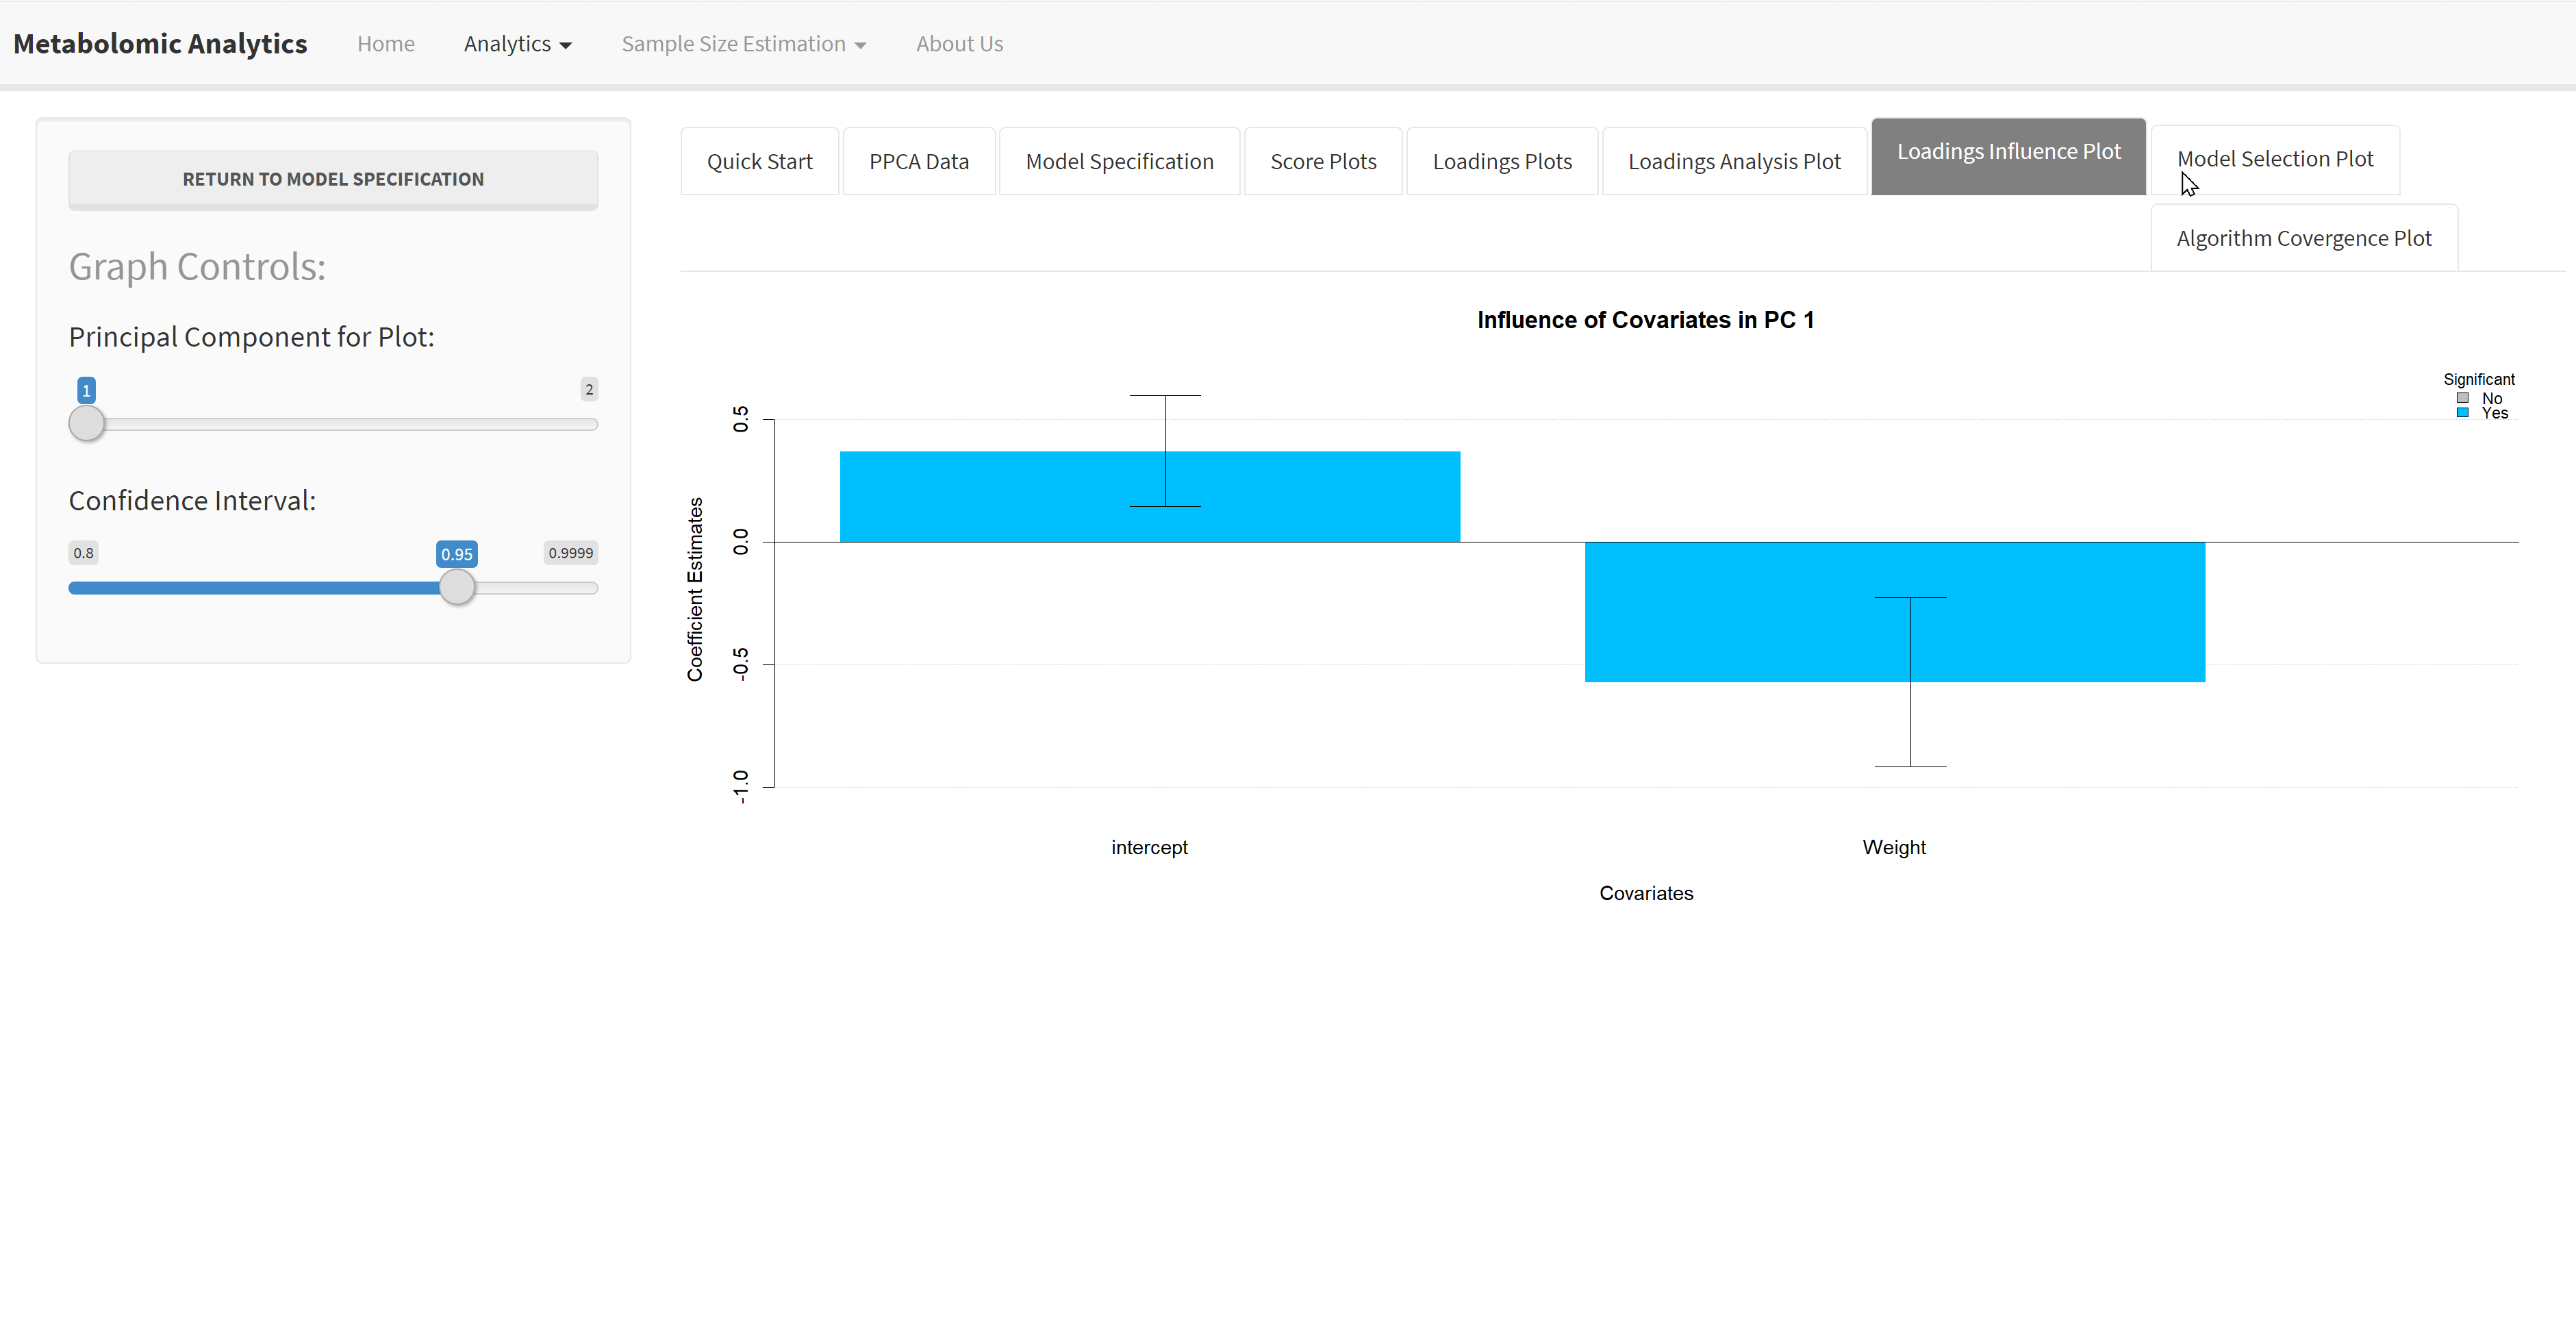 Metabolomic Analytics Home Analytics Sample Size Estimation About Us
RETURN TO MODEL SPECIFICATION
Graph Controls:
Principal Component for Plot:
1 2
Confidence Interval:
0.8 0.95 0.9999
Quick Start PPCA Data Model Specification Score Plots Loadings Plots Loadings Analysis Plot Loadings Influence Plot Model Selection Plot
Algorithm Covergence Plot
Influence of Covariates in PC 1
Significant
No
Yes
Coefficient Estimates
0.5
0.0
-0.5
-1.0
intercept Weight
Covariates